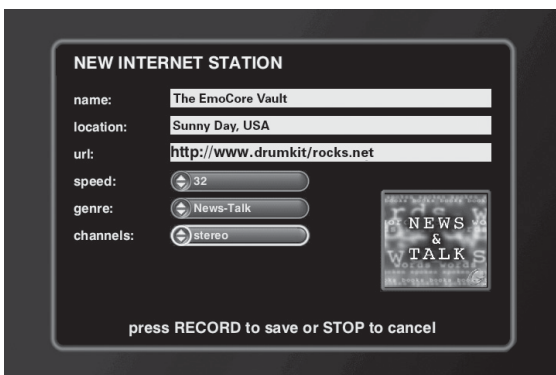 NEW INTERNET STATION
name: The EmoCore Vault
location: Sunny Day, USA
url: http://www.drumkit/rocks.net
speed: 32
genre: News-Talk
channels: stereo
NEWS
&
TALK
press RECORD to save or STOP to cancel